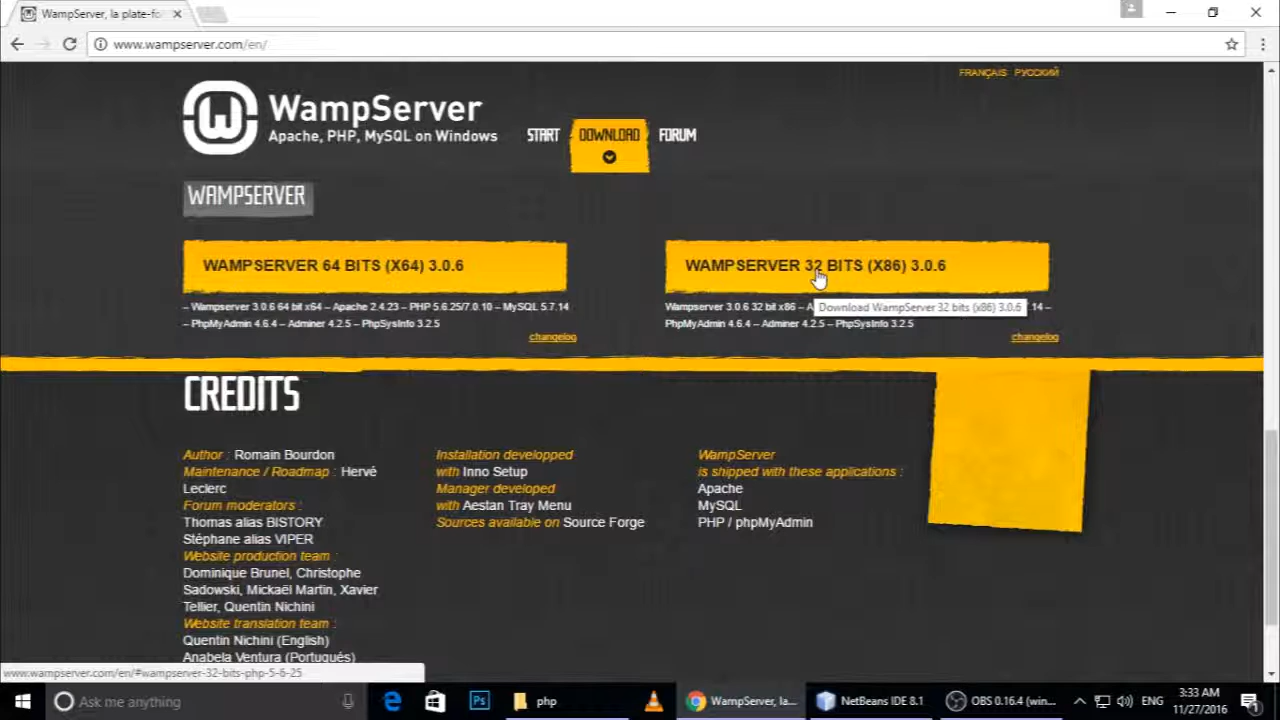 WampServer, la plate-fo
www.wampserver.com/en/
FRANÇAIS РУССКИЙ
W
WampServer
Apache, PHP, MySQL on Windows
START DOWNLOAD FORUM
WAMPSERVER
WAMPSERVER 64 BITS (X64) 3.0.6
– Wampserver 3.0.6 64 bit x64 – Apache 2.4.23 – PHP 5.6.25/7.0.10 – MySQL 5.7.14
– PhpMyAdmin 4.6.4 – Adminer 4.2.5 – PhpSysInfo 3.2.5
changelog
WAMPSERVER 32 BITS (X86) 3.0.6
Wampserver 3.0.6 32 bit x86 – A
Download WampServer 32 bits (x86) 3.0.6
14 –
PhpMyAdmin 4.6.4 – Adminer 4.2.5 – PhpSysInfo 3.2.5
changelog
CREDITS
Author : Romain Bourdon
Maintenance / Roadmap : Hervé
Leclerc
Forum moderators :
Thomas alias BISTORY
Stéphane alias VIPER
Website production team :
Dominique Brunel, Christophe
Sadowski, Mickaël Martin, Xavier
Tellier, Quentin Nichini
Website translation team :
Quentin Nichini (English)
Anabela Ventura (Portugués)
Installation developped
with Inno Setup
Manager developed
with Aestan Tray Menu
Sources available on Source Forge
WampServer
is shipped with these applications :
Apache
MySQL
PHP / phpMyAdmin
www.wampserver.com/en/#wampserver-32-bits-php-5-6-25
Ask me anything
Ps
php
WampServer, la...
NetBeans IDE 8.1
OBS 0.16.4 (win...
ENG
3:33 AM
11/27/2016
1